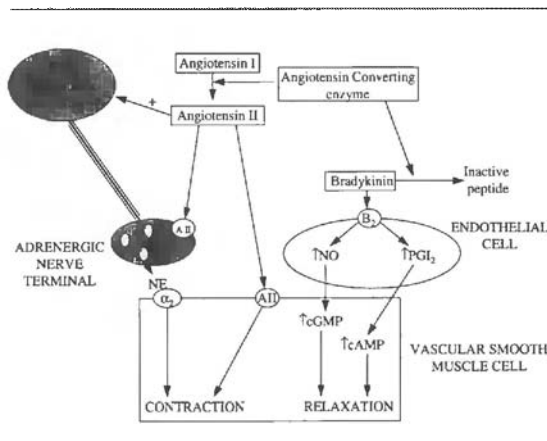 Angiotensin I
Angiotensin Converting
enzyme
+
Angiotensin II
Bradykinin
Inactive
peptide
A II
B₂
ENDOTHELIAL
CELL
↑NO
↑PGI₂
ADRENERGIC
NERVE
TERMINAL
NE
α₂
AII
↑cGMP
↑cAMP
VASCULAR SMOOTH
MUSCLE CELL
CONTRACTION
RELAXATION